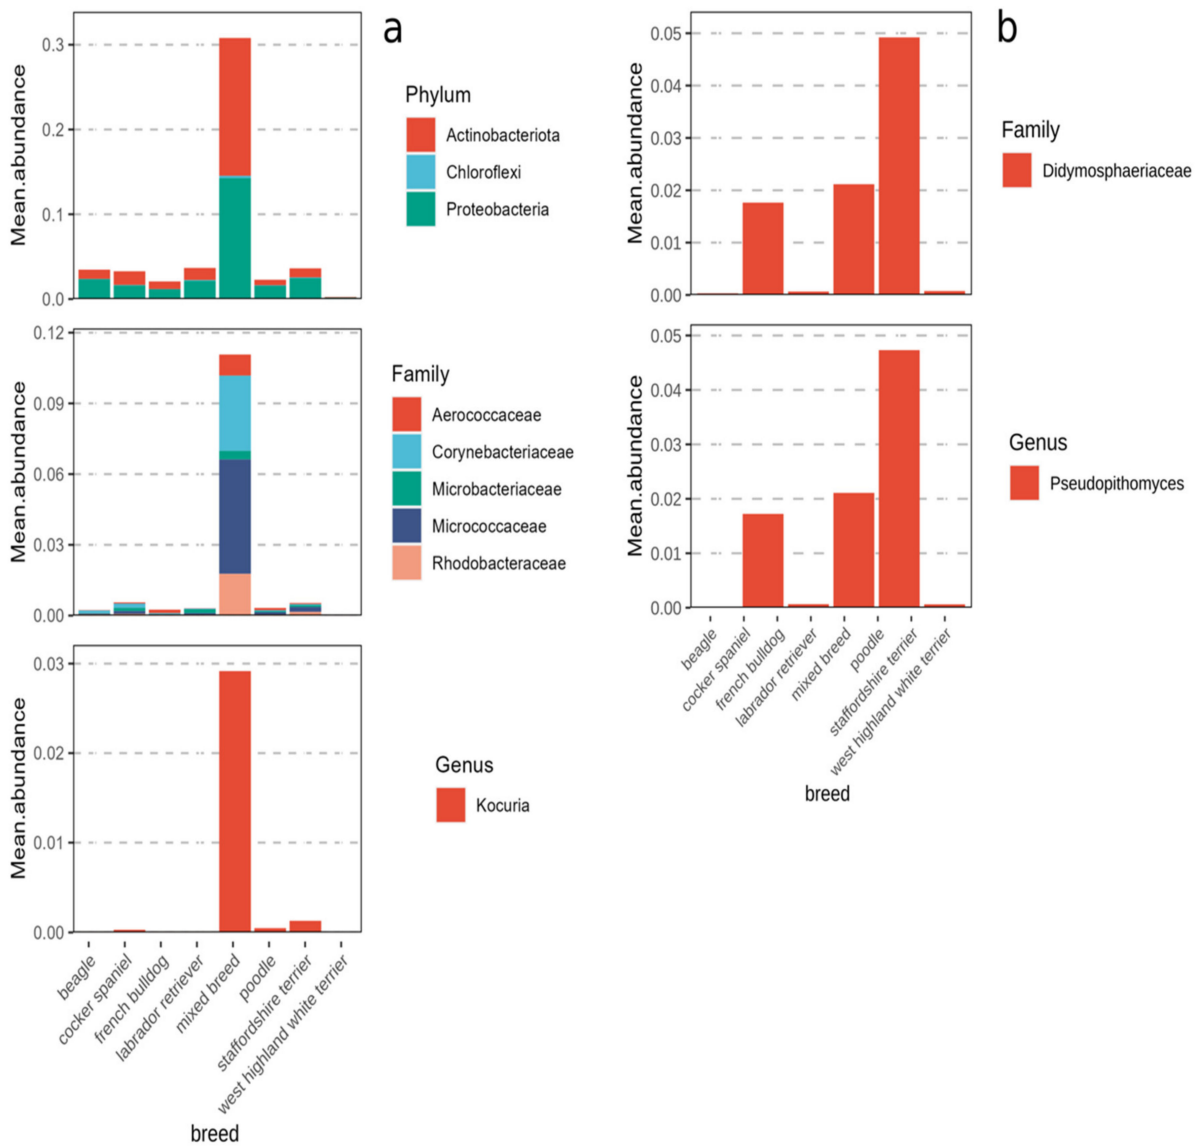 a
Mean.abundance
0.3
0.2
0.1
0.0
Phylum
Actinobacteriota
Chloroflexi
Proteobacteria
Mean.abundance
0.12
0.09
0.06
0.03
0.00
Family
Aerococcaceae
Corynebacteriaceae
Microbacteriaceae
Micrococcaceae
Rhodobacteraceae
Mean.abundance
0.03
0.02
0.01
0.00
Genus
Kocuria
beagle
cocker spaniel
french bulldog
labrador retriever
mixed breed
poodle
staffordshire terrier
west highland white terrier
breed
b
Mean.abundance
0.05
0.04
0.03
0.02
0.01
0.00
Family
Didymosphaeriaceae
Mean.abundance
0.05
0.04
0.03
0.02
0.01
0.00
Genus
Pseudopithomyces
beagle
cocker spaniel
french bulldog
labrador retriever
mixed breed
poodle
staffordshire terrier
west highland white terrier
breed